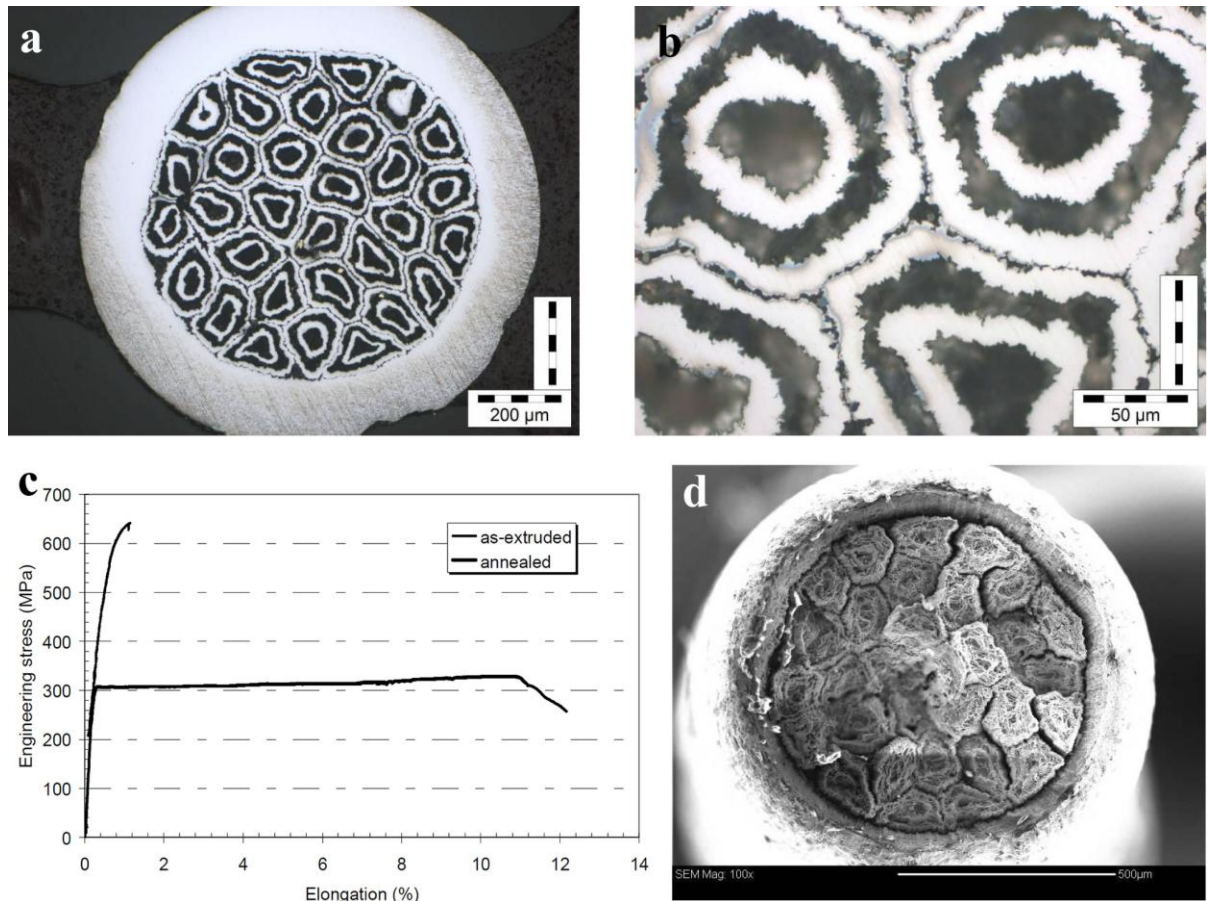 a
200 µm
b
50 µm
c
700
600
500
400
300
200
100
0
Engineering stress (MPa)
as-extruded
annealed
0 2 4 6 8 10 12 14
Elongation (%)
d
SEM Mag: 100x 500µm